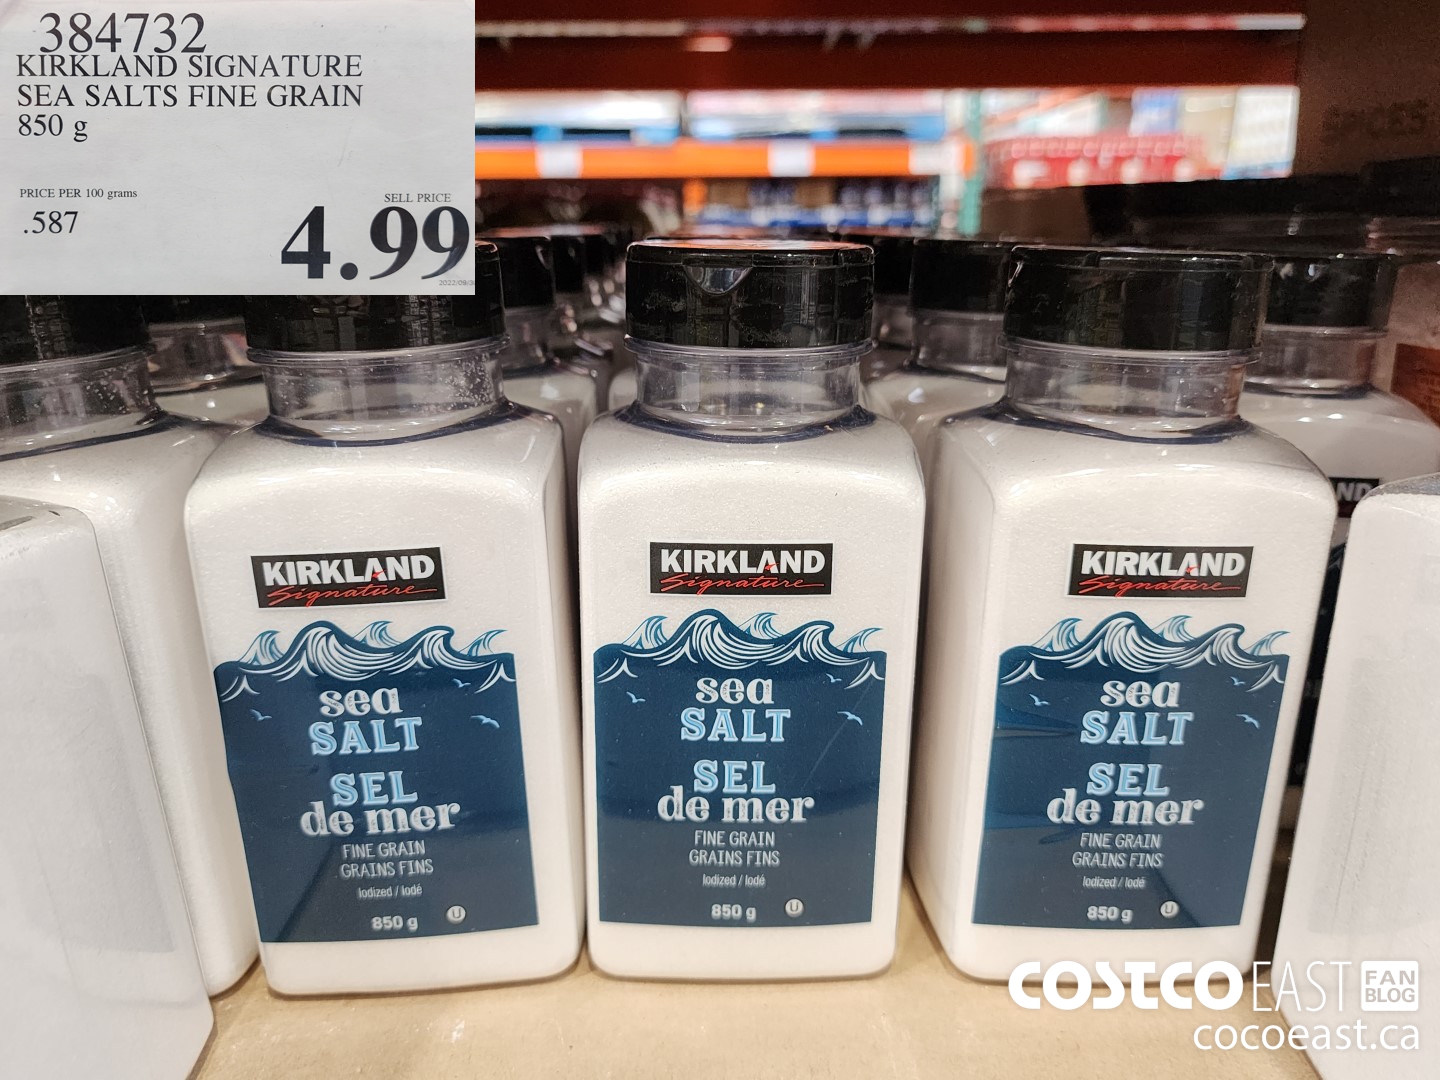 384732
KIRKLAND SIGNATURE
SEA SALTS FINE GRAIN
850 g
PRICE PER 100 grams
.587
SELL PRICE
4.99
SPICES
KIRKLAND
Signature
sea
SALT
SEL
de mer
FINE GRAIN
GRAINS FINS
Iodized / Iodé
850 g
U
KIRKLAND
Signature
sea
SALT
SEL
de mer
FINE GRAIN
GRAINS FINS
Iodized / Iodé
850 g
U
KIRKLAND
Signature
sea
SALT
SEL
de mer
FINE GRAIN
GRAINS FINS
Iodized / Iodé
850 g
U
ND
COSTCO EAST FAN BLOG
cocoeast.ca